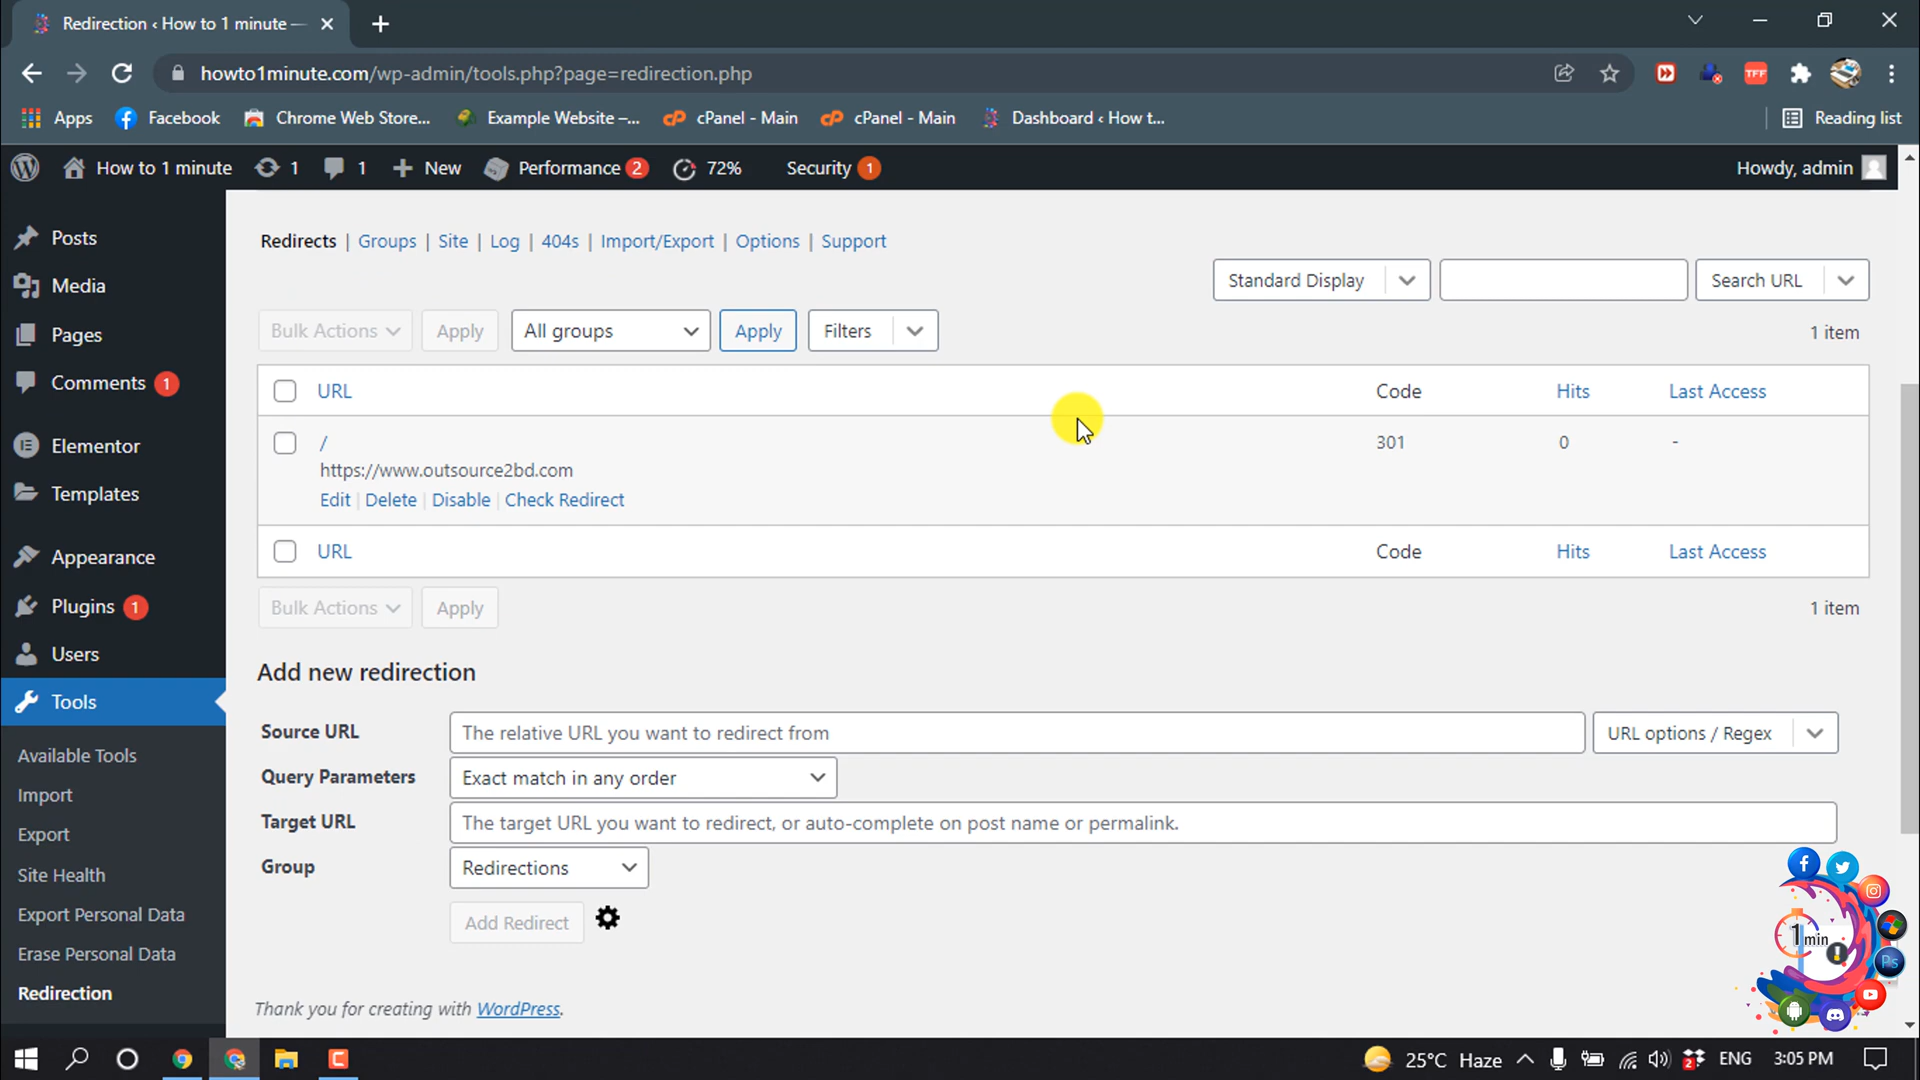 Redirection ‹ How to 1 minute —
howto1minute.com/wp-admin/tools.php?page=redirection.php
TFF
Apps Facebook Chrome Web Store... Example Website –... cPanel - Main cPanel - Main Dashboard ‹ How t... Reading list
How to 1 minute 1 1 New Performance 2 72% Security 1 Howdy, admin
Posts
Media
Pages
Comments 1
Elementor
Templates
Appearance
Plugins 1
Users
Tools
Available Tools
Import
Export
Site Health
Export Personal Data
Erase Personal Data
Redirection
Redirects | Groups | Site | Log | 404s | Import/Export | Options | Support
Standard Display Search URL
Bulk Actions Apply All groups Apply Filters 1 item
URL Code Hits Last Access
/ 301 0 -
https://www.outsource2bd.com
Edit | Delete | Disable | Check Redirect
URL Code Hits Last Access
Bulk Actions Apply 1 item
Add new redirection
Source URL The relative URL you want to redirect from URL options / Regex
Query Parameters Exact match in any order
Target URL The target URL you want to redirect, or auto-complete on post name or permalink.
Group Redirections
Add Redirect
Thank you for creating with WordPress.
1 min
Ps
25°C Haze 2 ENG 3:05 PM